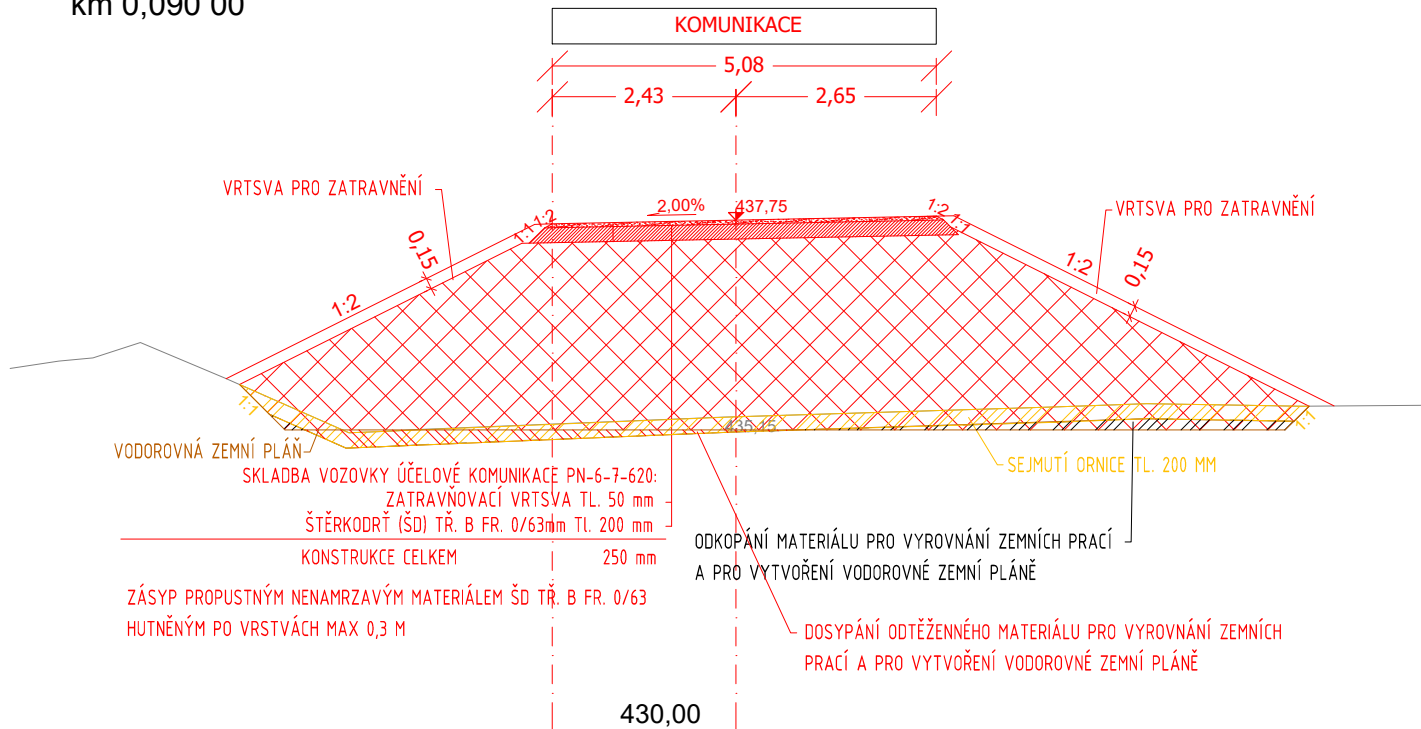 km 0,090 00
KOMUNIKACE
5,08
2,43
2,65
VRTSVA PRO ZATRAVNĚNÍ
1:2
1:1
2,00%
437,75
1:2
1:1
VRTSVA PRO ZATRAVNĚNÍ
0,15
1:2
1:2
0,15
1:1
1:1
435,15
VODOROVNÁ ZEMNÍ PLÁŇ
SEJMUTÍ ORNICE TL. 200 MM
SKLADBA VOZOVKY ÚČELOVÉ KOMUNIKACE PN-6-7-620:
ZATRAVŇOVACÍ VRTSVA TL. 50 mm
ŠTĚRKODRŤ (ŠD) TŘ. B FR. 0/63mm Tl. 200 mm
KONSTRUKCE CELKEM 250 mm
ODKOPÁNÍ MATERIÁLU PRO VYROVNÁNÍ ZEMNÍCH PRACÍ
A PRO VYTVOŘENÍ VODOROVNÉ ZEMNÍ PLÁNĚ
ZÁSYP PROPUSTNÝM NENAMRZAVÝM MATERIÁLEM ŠD TŘ. B FR. 0/63
HUTNĚNÝM PO VRSTVÁCH MAX 0,3 M
DOSYPÁNÍ ODTĚŽENNÉHO MATERIÁLU PRO VYROVNÁNÍ ZEMNÍCH
PRACÍ A PRO VYTVOŘENÍ VODOROVNÉ ZEMNÍ PLÁNĚ
430,00